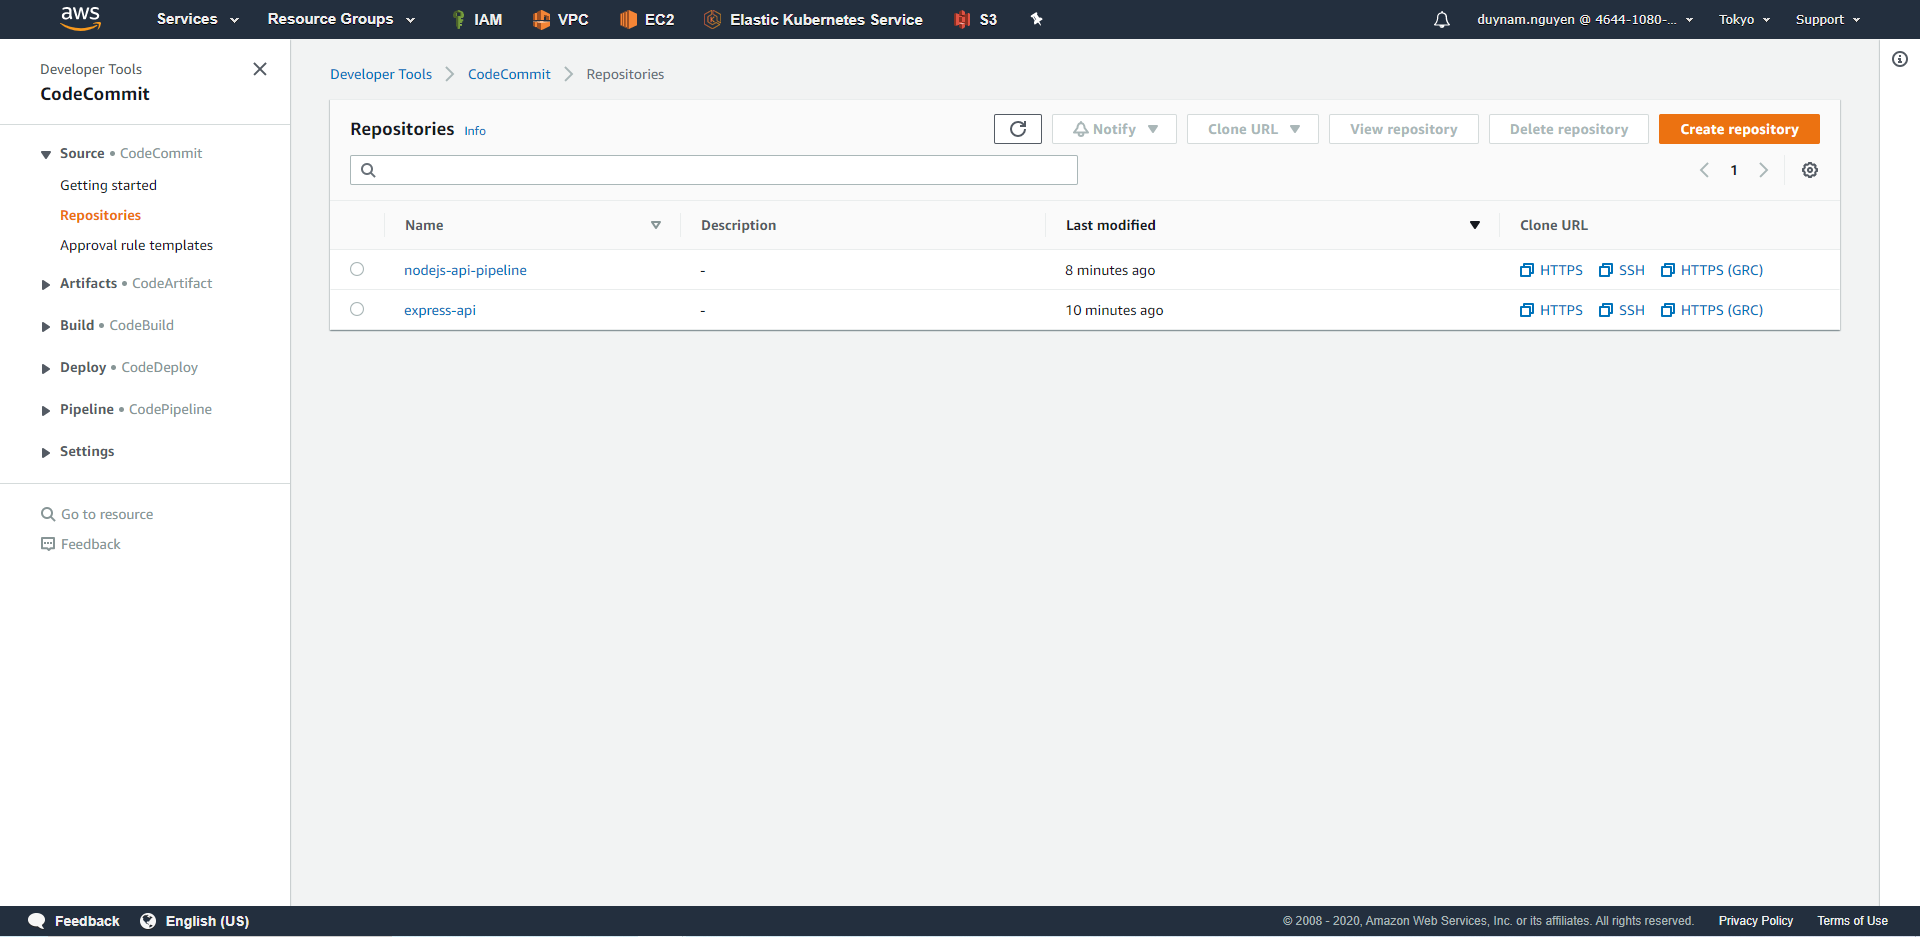 aws Services Resource Groups IAM VPC EC2 Elastic Kubernetes Service S3 duynam.nguyen @ 4644-1080-... Tokyo Support
Developer Tools
CodeCommit
Source • CodeCommit
Getting started
Repositories
Approval rule templates
Artifacts • CodeArtifact
Build • CodeBuild
Deploy • CodeDeploy
Pipeline • CodePipeline
Settings
Go to resource
Feedback
Developer Tools CodeCommit Repositories
Repositories Info Notify Clone URL View repository Delete repository Create repository
1
Name Description Last modified Clone URL
nodejs-api-pipeline - 8 minutes ago HTTPS SSH HTTPS (GRC)
express-api - 10 minutes ago HTTPS SSH HTTPS (GRC)
Feedback English (US) © 2008 - 2020, Amazon Web Services, Inc. or its affiliates. All rights reserved. Privacy Policy Terms of Use